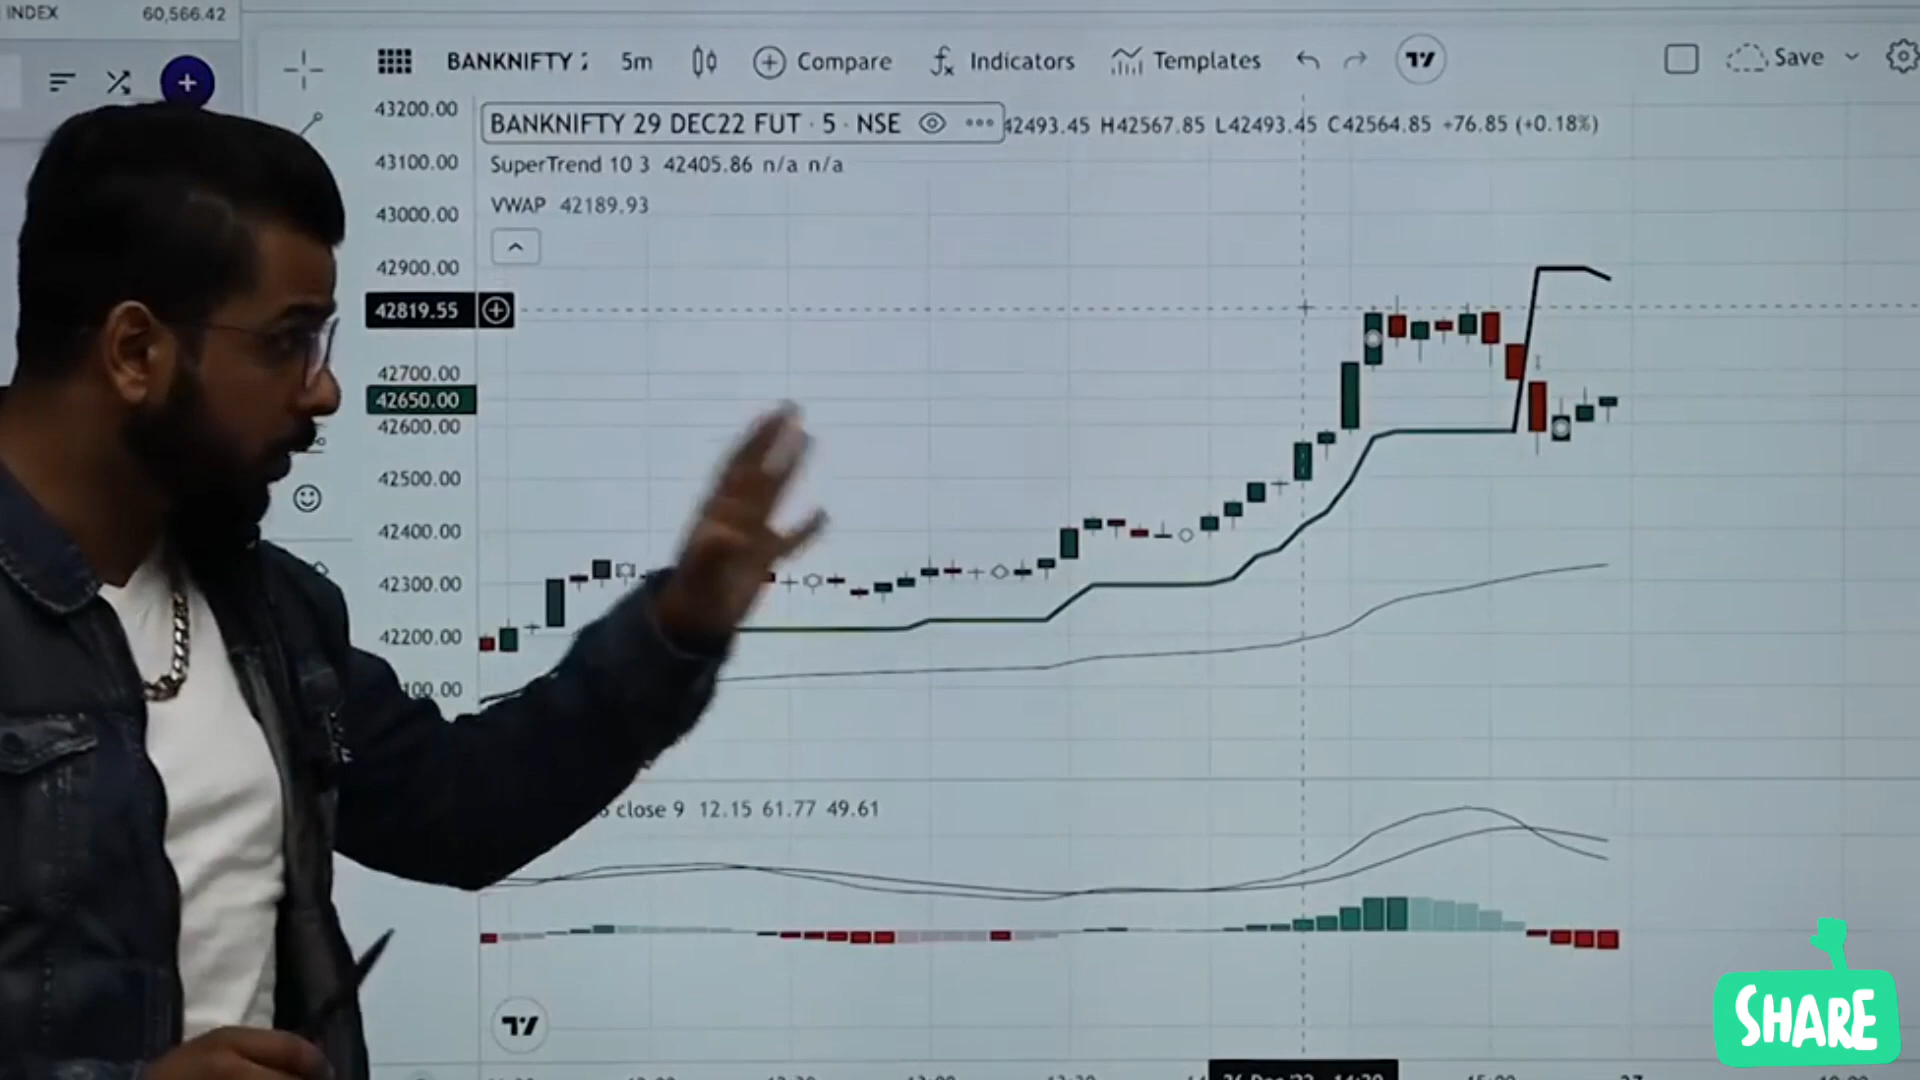 INDEX 60,566.42
BANKNIFTY 5m Compare Indicators Templates Save
BANKNIFTY 29 DEC22 FUT · 5 · NSE 42493.45 H42567.85 L42493.45 C42564.85 +76.85 (+0.18%)
SuperTrend 10 3 42405.86 n/a n/a
VWAP 42189.93
43200.00
43100.00
43000.00
42900.00
42819.55
42700.00
42650.00
42600.00
42500.00
42400.00
42300.00
42200.00
100.00
close 9 12.15 61.77 49.61
SHARE